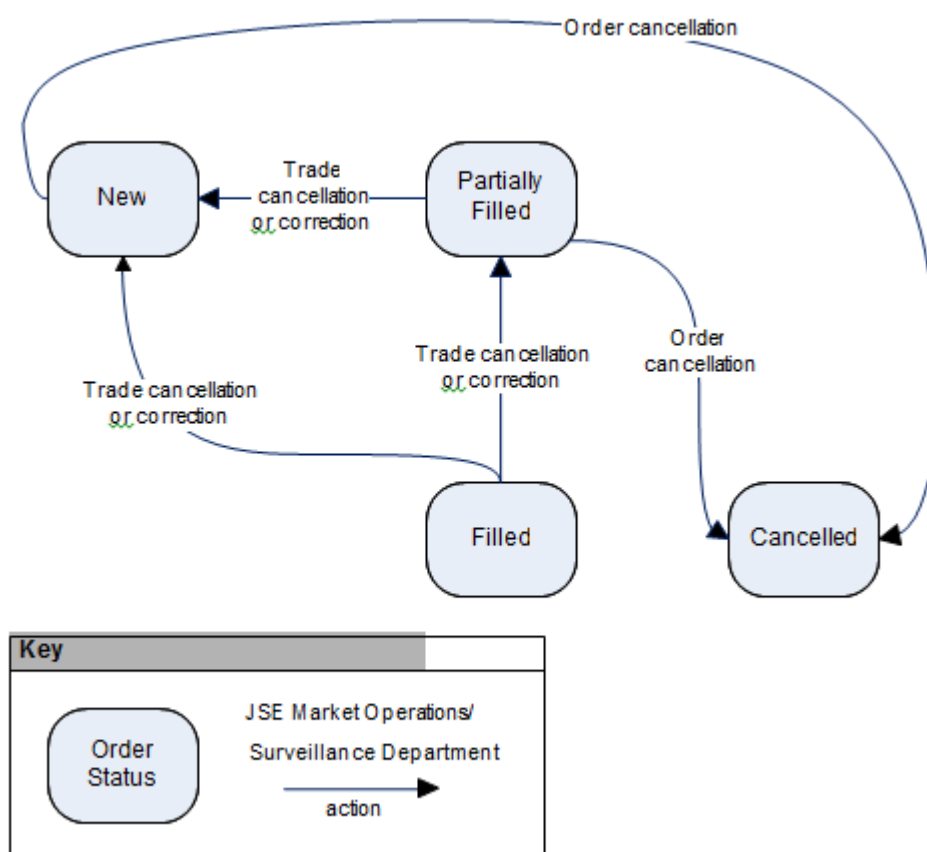 Order cancellation
New
Trade
cancellation
or correction
Partially
Filled
Trade cancellation
or correction
Trade cancellation
or correction
Order
cancellation
Filled
Cancelled
Key
Order
Status
JSE Market Operations/
Surveillance Department
action